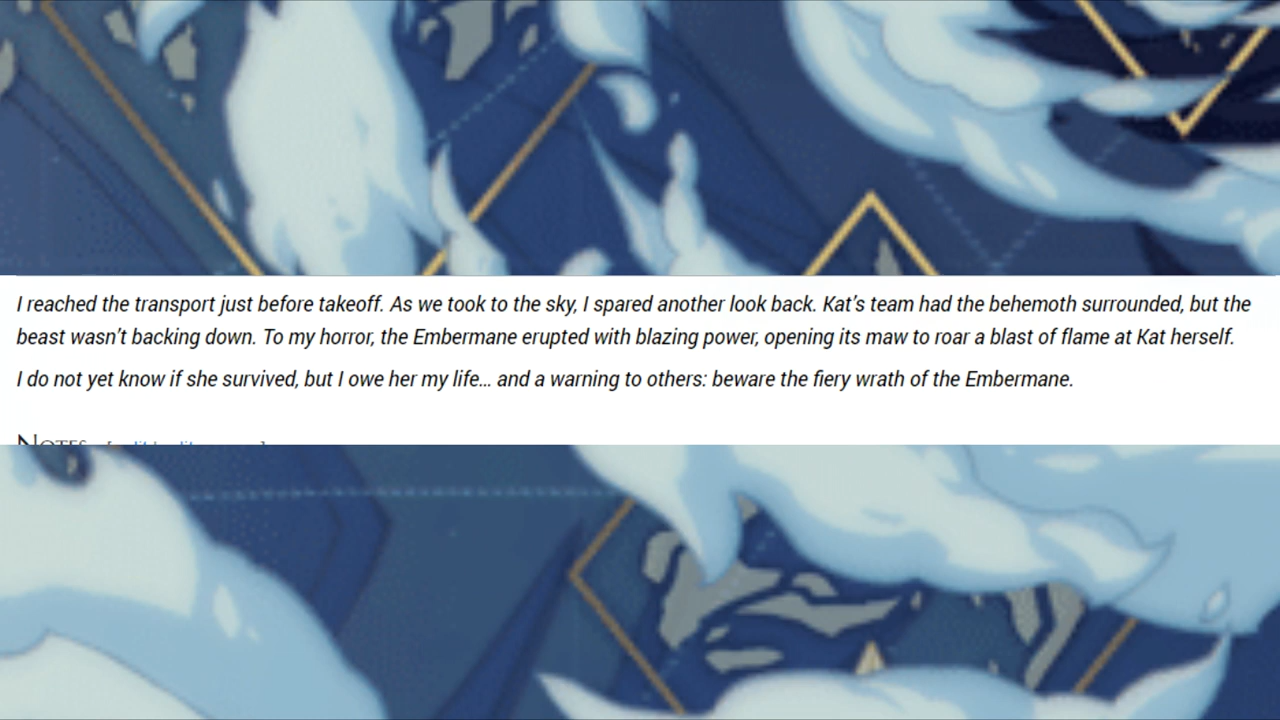 I reached the transport just before takeoff. As we took to the sky, I spared another look back. Kat’s team had the behemoth surrounded, but the
beast wasn’t backing down. To my horror, the Embermane erupted with blazing power, opening its maw to roar a blast of flame at Kat herself.
I do not yet know if she survived, but I owe her my life... and a warning to others: beware the fiery wrath of the Embermane.
Notes